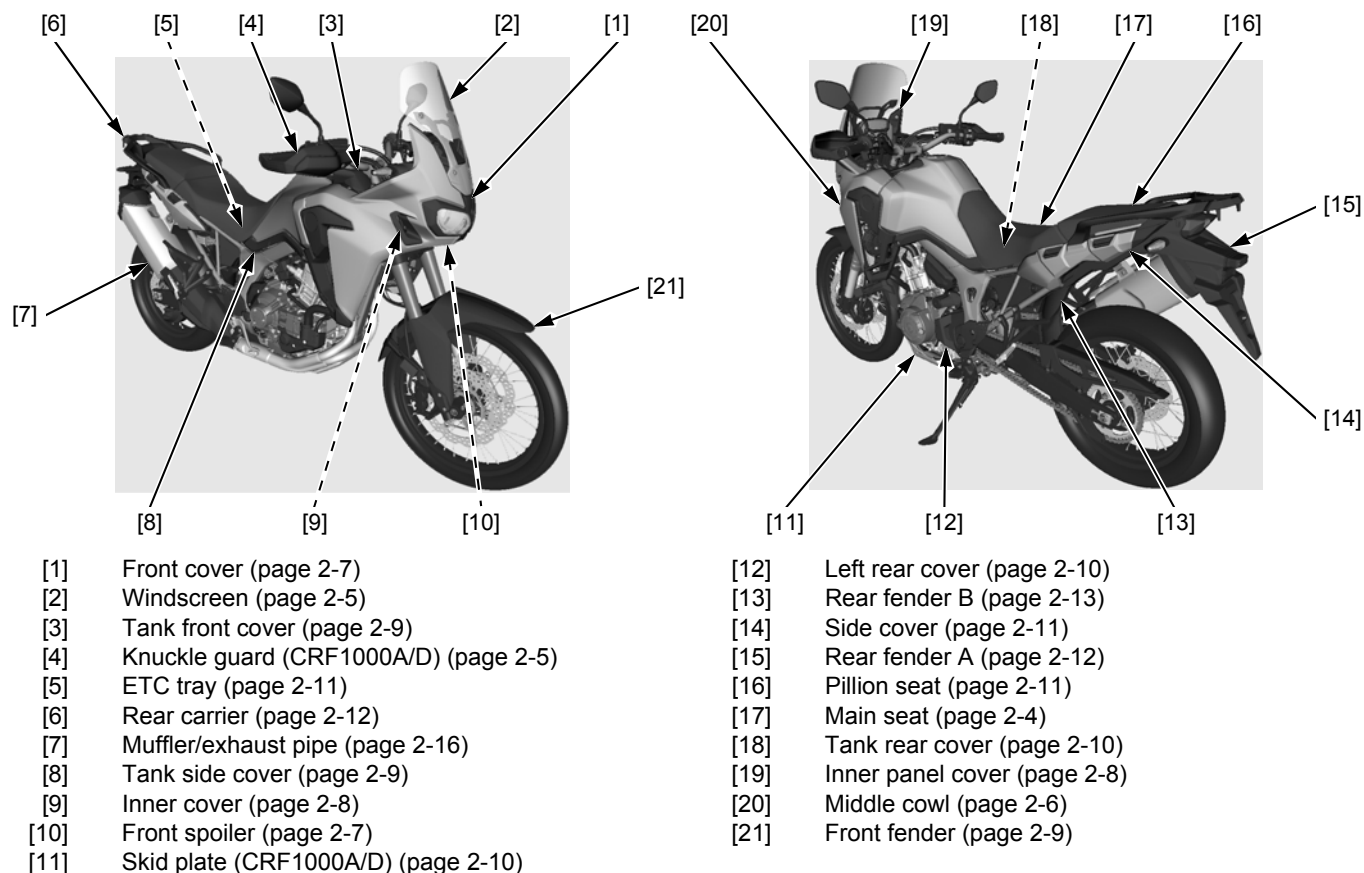 [6] [5] [4] [3] [2] [1] [20] [19] [18] [17] [16]
[15]
[21]
[7]
[14]
[8] [9] [10] [11] [12] [13]
[1] Front cover (page 2-7)
[2] Windscreen (page 2-5)
[3] Tank front cover (page 2-9)
[4] Knuckle guard (CRF1000A/D) (page 2-5)
[5] ETC tray (page 2-11)
[6] Rear carrier (page 2-12)
[7] Muffler/exhaust pipe (page 2-16)
[8] Tank side cover (page 2-9)
[9] Inner cover (page 2-8)
[10] Front spoiler (page 2-7)
[11] Skid plate (CRF1000A/D) (page 2-10)
[12] Left rear cover (page 2-10)
[13] Rear fender B (page 2-13)
[14] Side cover (page 2-11)
[15] Rear fender A (page 2-12)
[16] Pillion seat (page 2-11)
[17] Main seat (page 2-4)
[18] Tank rear cover (page 2-10)
[19] Inner panel cover (page 2-8)
[20] Middle cowl (page 2-6)
[21] Front fender (page 2-9)